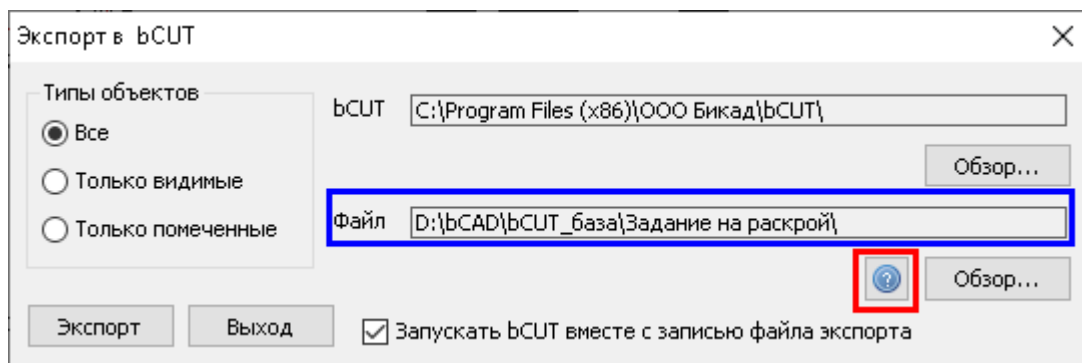 Экспорт в bCUT
Типы объектов
Все
Только видимые
Только помеченные
bCUT C:\Program Files (x86)\ООО Бикад\bCUT\
Обзор...
Файл D:\bCAD\bCUT_база\Задание на раскрой\
? Обзор...
Экспорт Выход Запускать bCUT вместе с записью файла экспорта